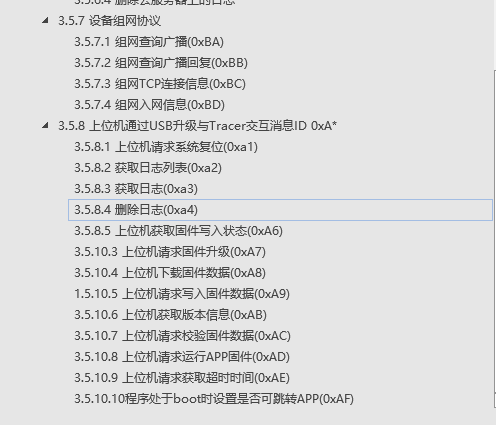 3.5.6.4 删除云服务器上的日志
3.5.7 设备组网协议
3.5.7.1 组网查询广播(0xBA)
3.5.7.2 组网查询广播回复(0xBB)
3.5.7.3 组网TCP连接信息(0xBC)
3.5.7.4 组网入网信息(0xBD)
3.5.8 上位机通过USB升级与Tracer交互消息ID 0xA*
3.5.8.1 上位机请求系统复位(0xa1)
3.5.8.2 获取日志列表(0xa2)
3.5.8.3 获取日志(0xa3)
3.5.8.4 删除日志(0xa4)
3.5.8.5 上位机获取固件写入状态(0xA6)
3.5.10.3 上位机请求固件升级(0xA7)
3.5.10.4 上位机下载固件数据(0xA8)
1.5.10.5 上位机请求写入固件数据(0xA9)
3.5.10.6 上位机获取版本信息(0xAB)
3.5.10.7 上位机请求校验固件数据(0xAC)
3.5.10.8 上位机请求运行APP固件(0xAD)
3.5.10.9 上位机请求获取超时时间(0xAE)
3.5.10.10程序处于boot时设置是否可跳转APP(0xAF)